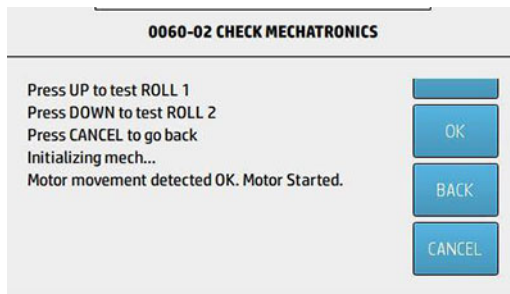 0060-02 CHECK MECHATRONICS
Press UP to test ROLL 1
Press DOWN to test ROLL 2
Press CANCEL to go back
Initializing mech...
Motor movement detected OK. Motor Started.
OK
BACK
CANCEL